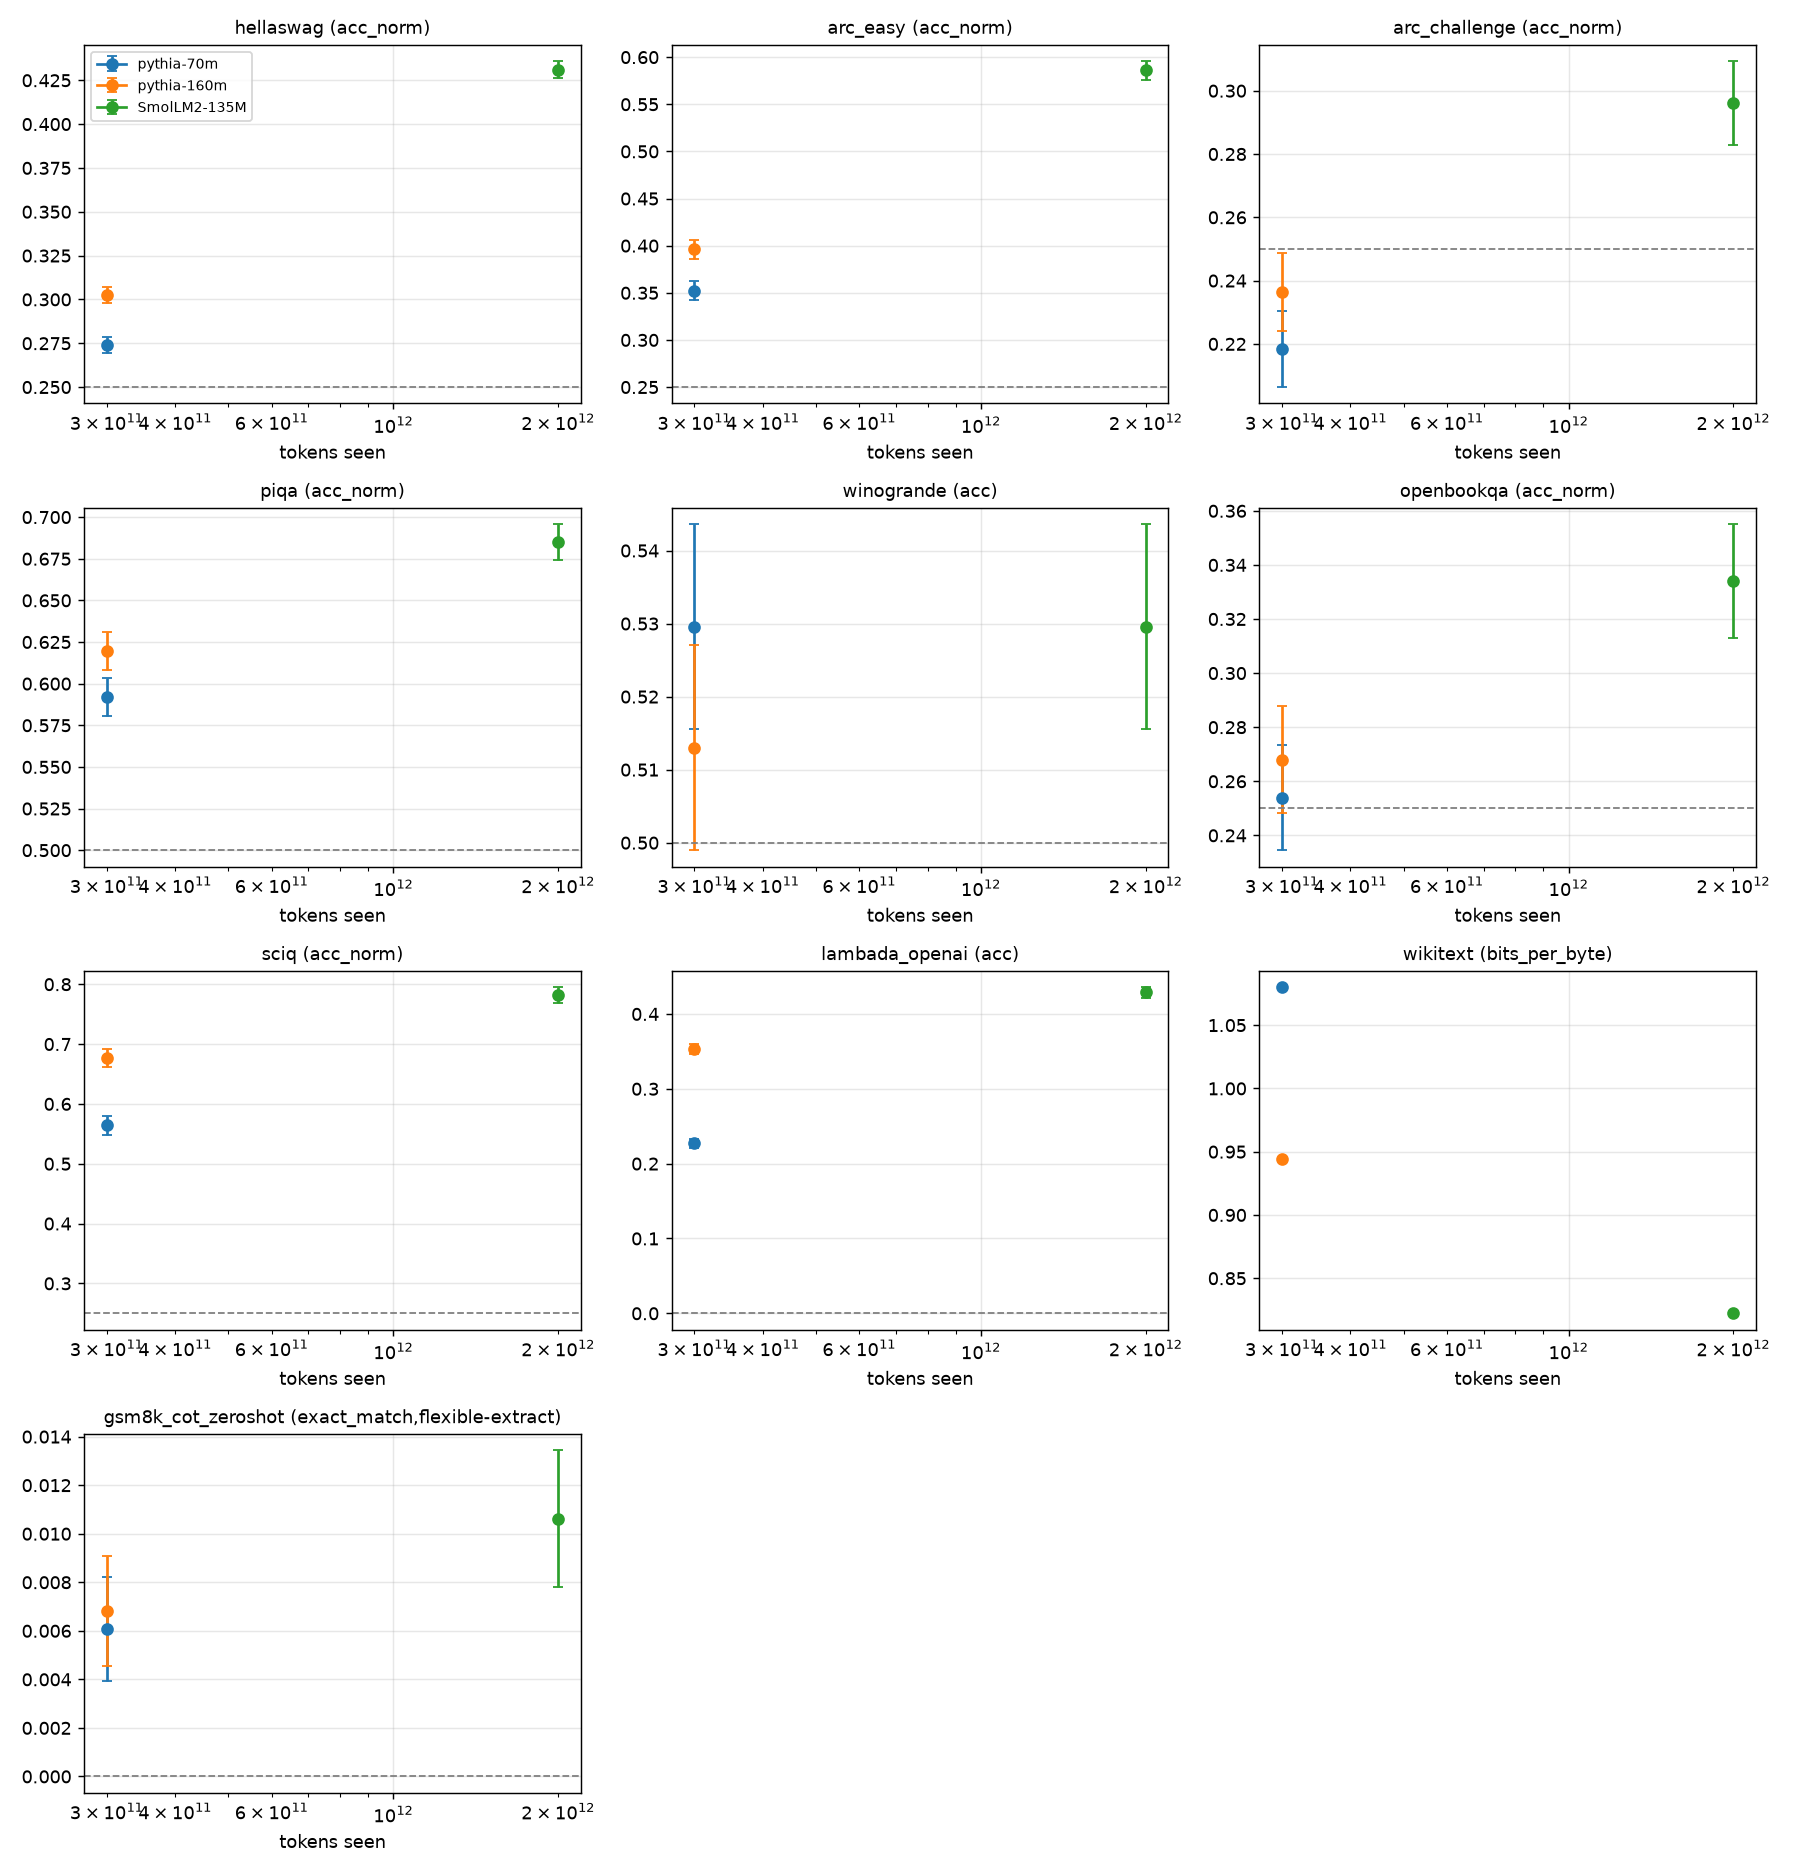 hellaswag (acc_norm)
pythia-70m
pythia-160m
SmolLM2-135M
0.425
0.400
0.375
0.350
0.325
0.300
0.275
0.250
3 × 10¹¹
4 × 10¹¹
6 × 10¹¹
10¹²
2 × 10¹²
tokens seen
arc_easy (acc_norm)
0.60
0.55
0.50
0.45
0.40
0.35
0.30
0.25
3 × 10¹¹
4 × 10¹¹
6 × 10¹¹
10¹²
2 × 10¹²
tokens seen
arc_challenge (acc_norm)
0.30
0.28
0.26
0.24
0.22
3 × 10¹¹
4 × 10¹¹
6 × 10¹¹
10¹²
2 × 10¹²
tokens seen
piqa (acc_norm)
0.700
0.675
0.650
0.625
0.600
0.575
0.550
0.525
0.500
3 × 10¹¹
4 × 10¹¹
6 × 10¹¹
10¹²
2 × 10¹²
tokens seen
winogrande (acc)
0.54
0.53
0.52
0.51
0.50
3 × 10¹¹
4 × 10¹¹
6 × 10¹¹
10¹²
2 × 10¹²
tokens seen
openbookqa (acc_norm)
0.36
0.34
0.32
0.30
0.28
0.26
0.24
3 × 10¹¹
4 × 10¹¹
6 × 10¹¹
10¹²
2 × 10¹²
tokens seen
sciq (acc_norm)
0.8
0.7
0.6
0.5
0.4
0.3
3 × 10¹¹
4 × 10¹¹
6 × 10¹¹
10¹²
2 × 10¹²
tokens seen
lambada_openai (acc)
0.4
0.3
0.2
0.1
0.0
3 × 10¹¹
4 × 10¹¹
6 × 10¹¹
10¹²
2 × 10¹²
tokens seen
wikitext (bits_per_byte)
1.05
1.00
0.95
0.90
0.85
3 × 10¹¹
4 × 10¹¹
6 × 10¹¹
10¹²
2 × 10¹²
tokens seen
gsm8k_cot_zeroshot (exact_match,flexible-extract)
0.014
0.012
0.010
0.008
0.006
0.004
0.002
0.000
3 × 10¹¹
4 × 10¹¹
6 × 10¹¹
10¹²
2 × 10¹²
tokens seen